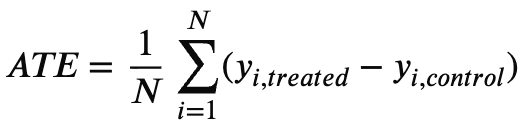 ATE = \frac{1}{N} \sum_{i=1}^{N} (y_{i,treated} - y_{i,control})